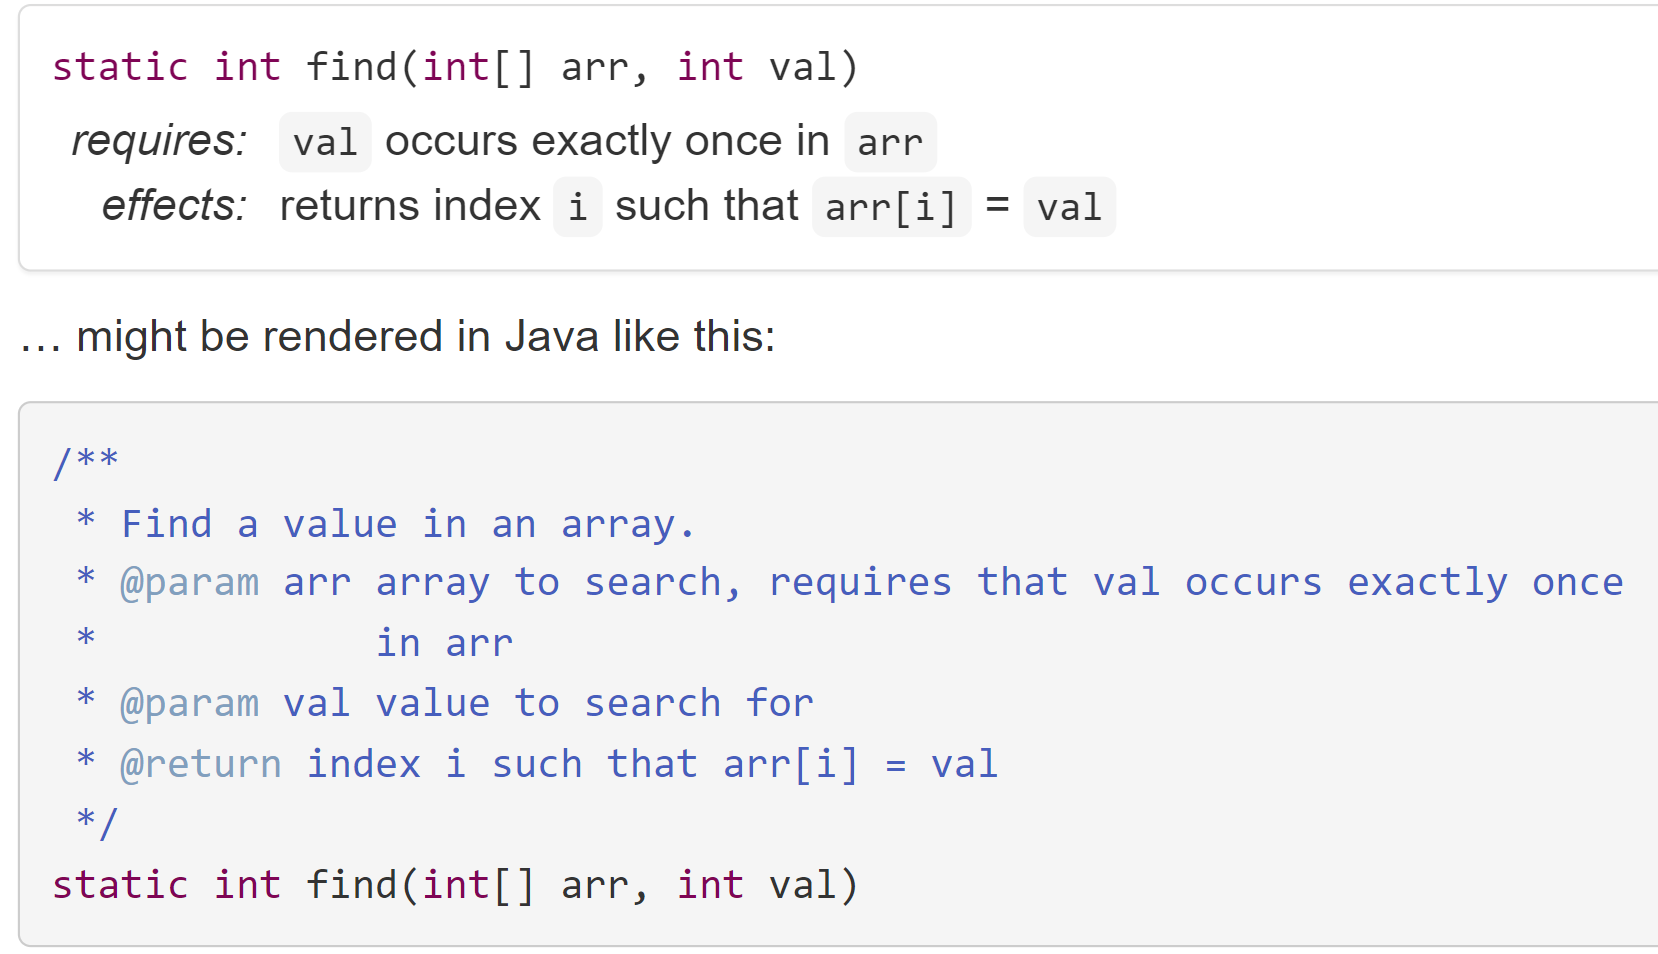 static int find(int[] arr, int val)
requires: val occurs exactly once in arr
effects: returns index i such that arr[i] = val
… might be rendered in Java like this:
/**
 * Find a value in an array.
 * @param arr array to search, requires that val occurs exactly once
 *            in arr
 * @param val value to search for
 * @return index i such that arr[i] = val
 */
static int find(int[] arr, int val)